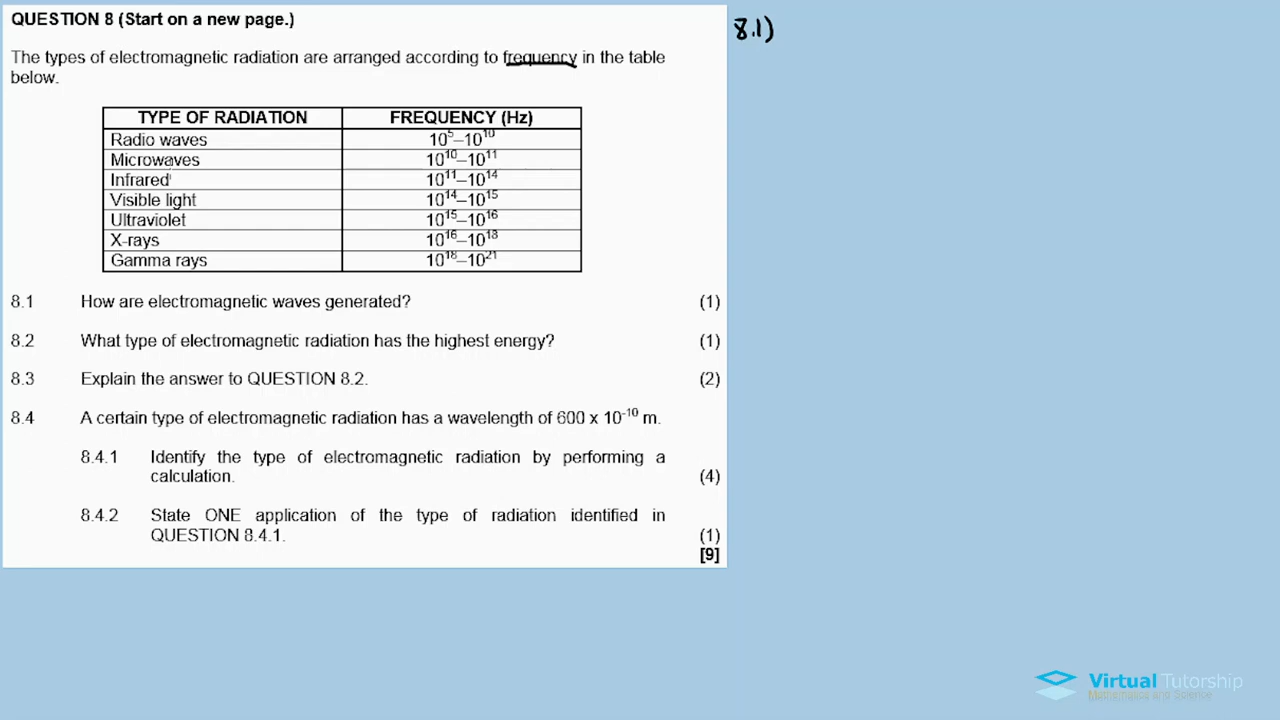 QUESTION 8 (Start on a new page.)
8.1)
The types of electromagnetic radiation are arranged according to frequency in the table
below.
TYPE OF RADIATION FREQUENCY (Hz)
Radio waves 10⁵–10¹⁰
Microwaves 10¹⁰–10¹¹
Infrared 10¹¹–10¹⁴
Visible light 10¹⁴–10¹⁵
Ultraviolet 10¹⁵–10¹⁶
X-rays 10¹⁶–10¹⁸
Gamma rays 10¹⁸–10²¹
8.1 How are electromagnetic waves generated? (1)
8.2 What type of electromagnetic radiation has the highest energy? (1)
8.3 Explain the answer to QUESTION 8.2. (2)
8.4 A certain type of electromagnetic radiation has a wavelength of 600 x 10⁻¹⁰ m.
8.4.1 Identify the type of electromagnetic radiation by performing a
calculation. (4)
8.4.2 State ONE application of the type of radiation identified in
QUESTION 8.4.1. (1)
[9]
Virtual Tutorship
Mathematics and Science